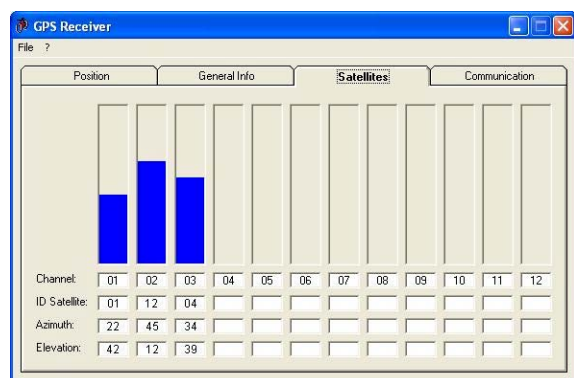 GPS Receiver
File ?
Position General Info Satellites Communication
Channel: 01 02 03 04 05 06 07 08 09 10 11 12
ID Satellite: 01 12 04
Azimuth: 22 45 34
Elevation: 42 12 39